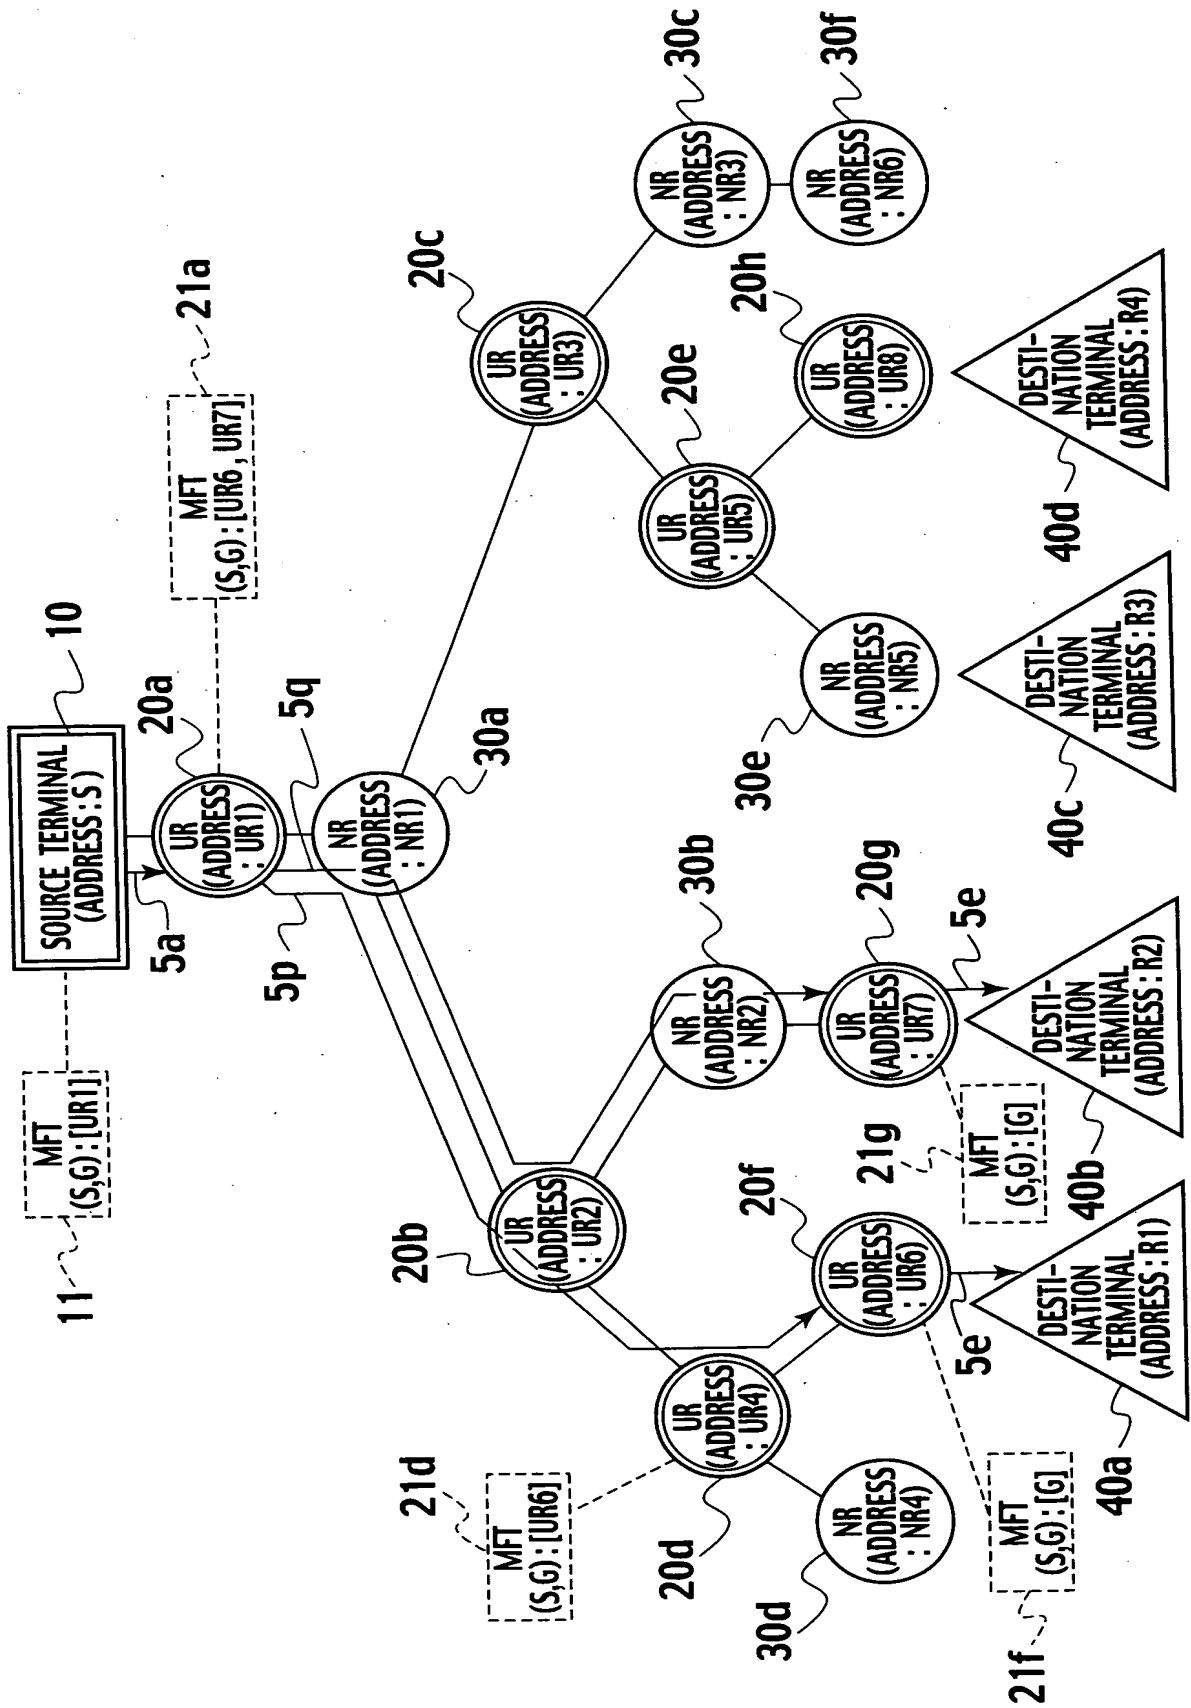 SOURCE TERMINAL
(ADDRESS:S)
10
MFT
(S,G):[UR1]
11
5a
UR
(ADDRESS
: UR1)
20a
MFT
(S,G):[UR6, UR7]
21a
5p
5q
NR
(ADDRESS
: NR1)
30a
UR
(ADDRESS
: UR2)
20b
UR
(ADDRESS
: UR3)
20c
MFT
(S,G):[UR6]
21d
UR
(ADDRESS
: UR4)
20d
NR
(ADDRESS
: NR2)
30b
UR
(ADDRESS
: UR5)
20e
NR
(ADDRESS
: NR3)
30c
NR
(ADDRESS
: NR4)
30d
UR
(ADDRESS
: UR6)
20f
UR
(ADDRESS
: UR7)
20g
NR
(ADDRESS
: NR5)
30e
UR
(ADDRESS
: UR8)
20h
NR
(ADDRESS
: NR6)
30f
MFT
(S,G):[G]
21f
5e
MFT
(S,G):[G]
21g
5e
DESTI-
NATION
TERMINAL
(ADDRESS:R1)
40a
DESTI-
NATION
TERMINAL
(ADDRESS:R2)
40b
DESTI-
NATION
TERMINAL
(ADDRESS:R3)
40c
DESTI-
NATION
TERMINAL
(ADDRESS:R4)
40d